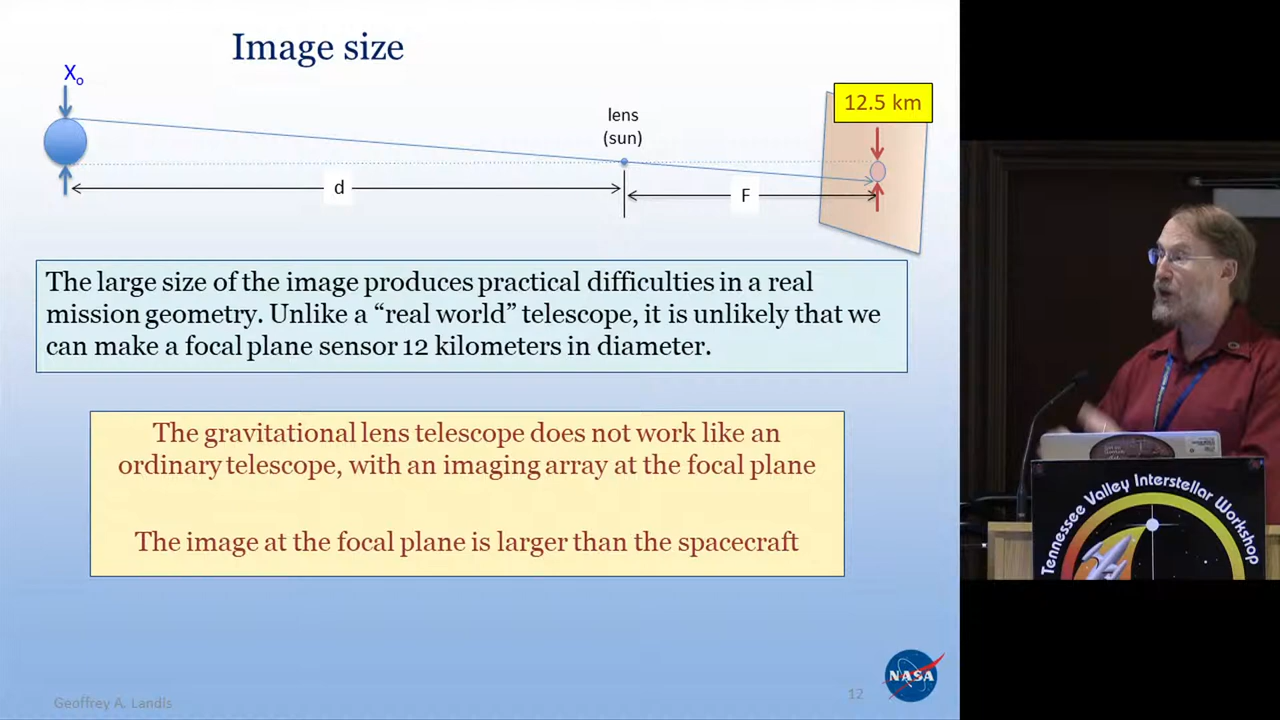 Image size
Xo
12.5 km
lens
(sun)
d
F
The large size of the image produces practical difficulties in a real
mission geometry. Unlike a “real world” telescope, it is unlikely that we
can make a focal plane sensor 12 kilometers in diameter.
The gravitational lens telescope does not work like an
ordinary telescope, with an imaging array at the focal plane
The image at the focal plane is larger than the spacecraft
Tennessee Valley Interstellar Workshop
NASA
Geoffrey A. Landis
12